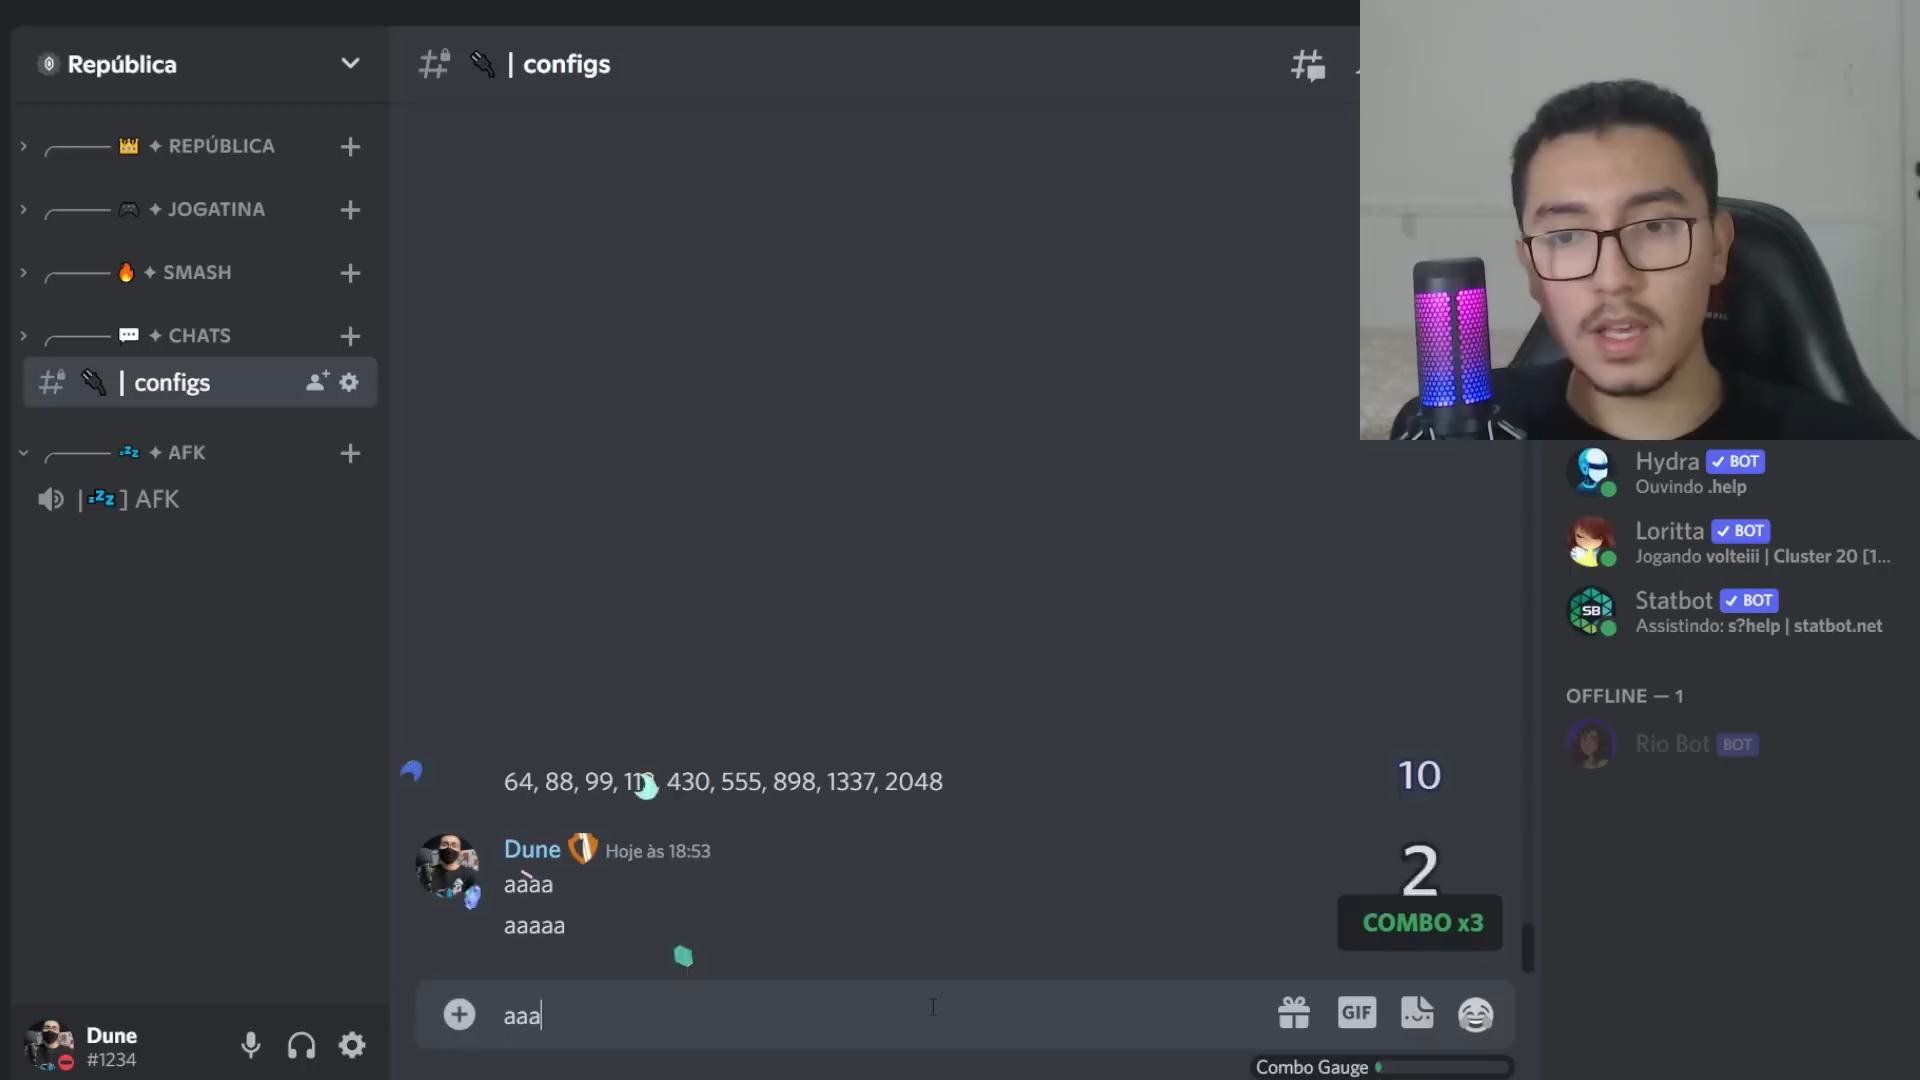 República
| configs
✦ REPÚBLICA
✦ JOGATINA
✦ SMASH
✦ CHATS
| configs
✦ AFK
| ] AFK
64, 88, 99, 430, 555, 898, 1337, 2048
Dune Hoje às 18:53
aaaa
aaaaa
10
2
COMBO x3
aaa
GIF
Combo Gauge
Dune
#1234
Hydra ✓ BOT
Ouvindo .help
Loritta ✓ BOT
Jogando volteiii | Cluster 20 [1...
SB
Statbot ✓ BOT
Assistindo: s?help | statbot.net
OFFLINE — 1
Rio Bot BOT